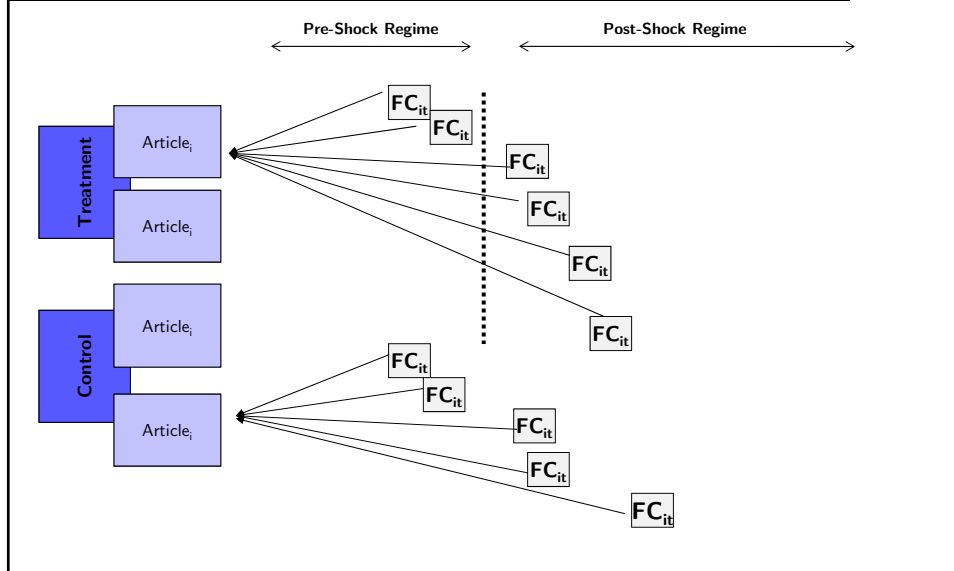 Pre-Shock Regime
Post-Shock Regime
Treatment
Article_i
Article_i
FC_it
FC_it
FC_it
FC_it
FC_it
FC_it
Control
Article_i
Article_i
FC_it
FC_it
FC_it
FC_it
FC_it